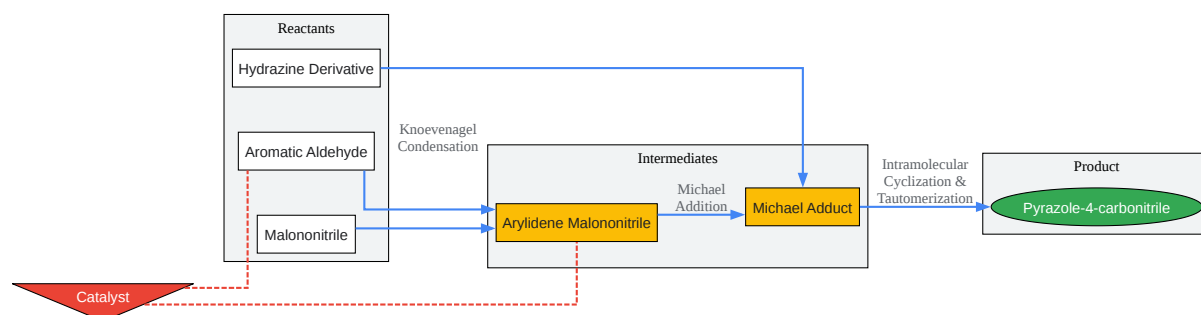 Reactants
Hydrazine Derivative
Aromatic Aldehyde
Malononitrile
Catalyst
Knoevenagel
Condensation
Intermediates
Arylidene Malononitrile
Michael
Addition
Michael Adduct
Intramolecular
Cyclization &
Tautomerization
Product
Pyrazole-4-carbonitrile